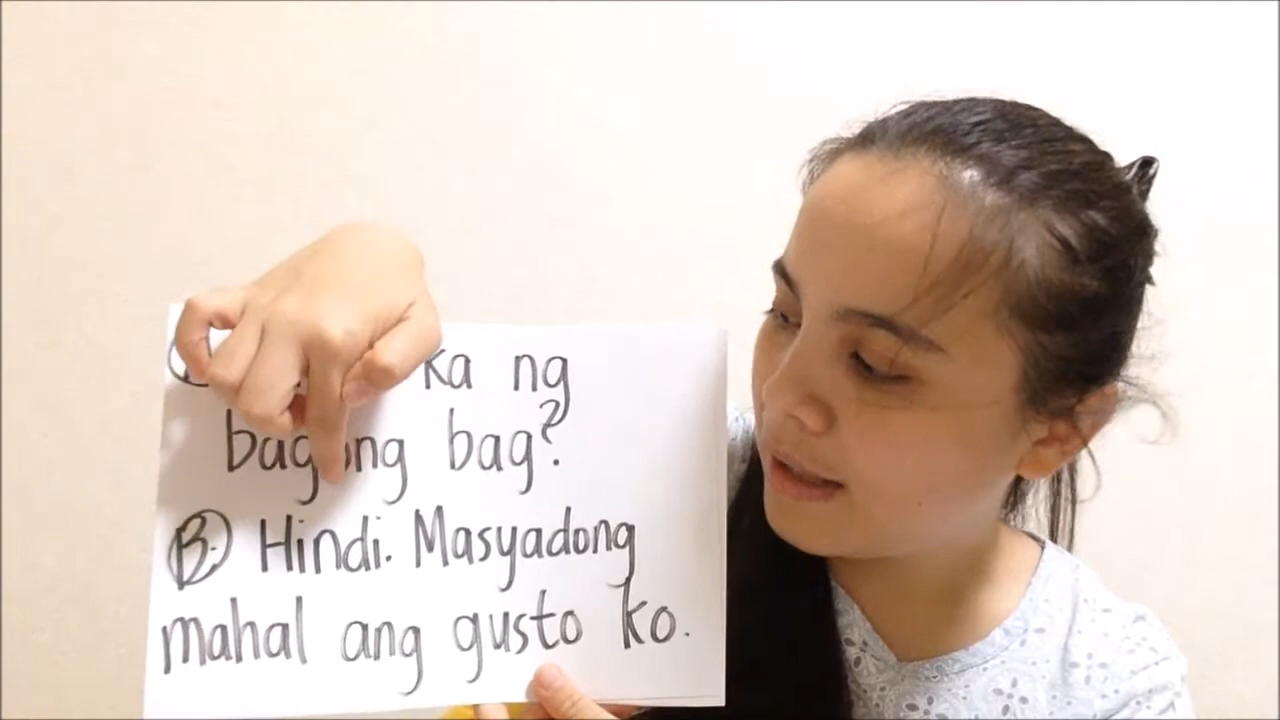 ka ng
bag?
B. Hindi. Masyadong
mahal ang gusto ko.